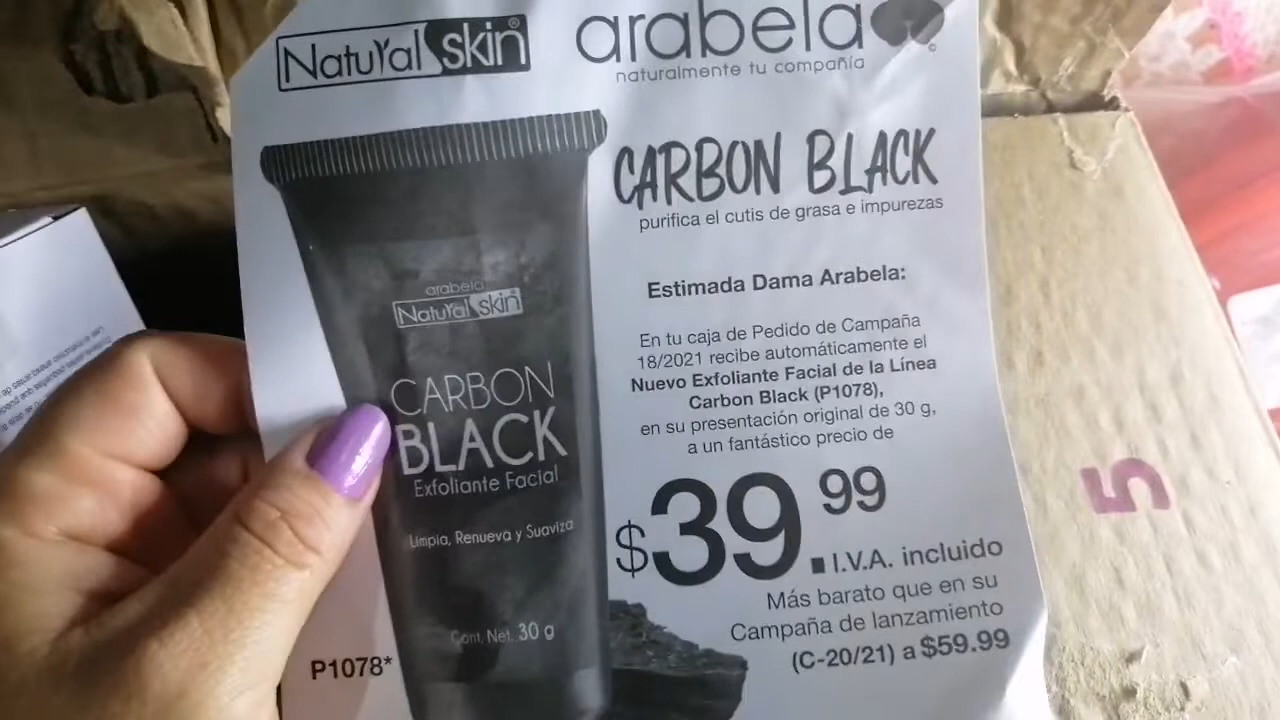 Natural skin®
arabela
naturalmente tu compañía
CARBON BLACK
purifica el cutis de grasa e impurezas
Estimada Dama Arabela:
En tu caja de Pedido de Campaña
18/2021 recibe automáticamente el
Nuevo Exfoliante Facial de la Línea
Carbon Black (P1078),
en su presentación original de 30 g,
a un fantástico precio de
$39.99
I.V.A. incluido
Más barato que en su
Campaña de lanzamiento
(C-20/21) a $59.99
arabela
Natural skin
CARBON
BLACK
Exfoliante Facial
Limpia, Renueva y Suaviza
Cont. Net. 30 g
P1078*
5